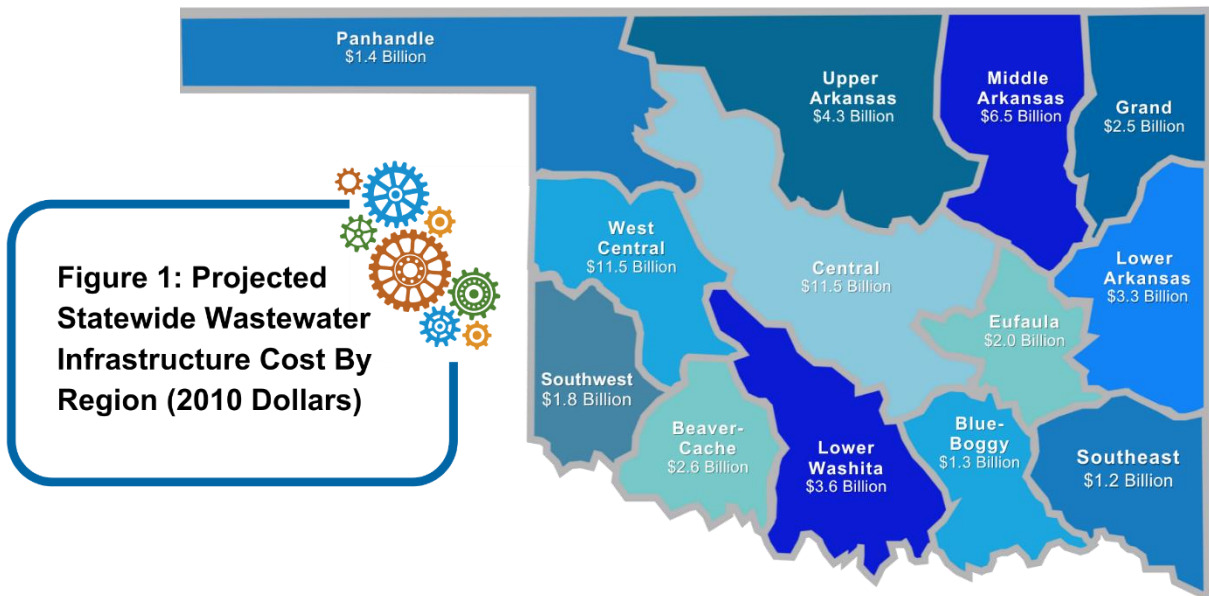 Panhandle
$1.4 Billion
Upper
Arkansas
$4.3 Billion
Middle
Arkansas
$6.5 Billion
Grand
$2.5 Billion
West
Central
$11.5 Billion
Central
$11.5 Billion
Lower
Arkansas
$3.3 Billion
Eufaula
$2.0 Billion
Southwest
$1.8 Billion
Beaver-
Cache
$2.6 Billion
Lower
Washita
$3.6 Billion
Blue-
Boggy
$1.3 Billion
Southeast
$1.2 Billion
Figure 1: Projected
Statewide Wastewater
Infrastructure Cost By
Region (2010 Dollars)